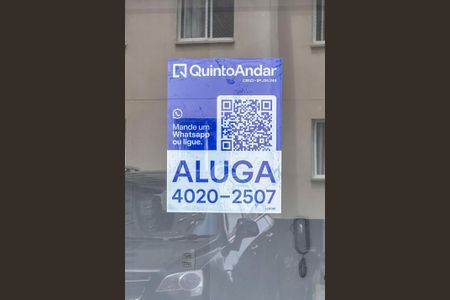 QuintoAndar
Mande um
Whatsapp
ou ligue.
ALUGA
4020-2507